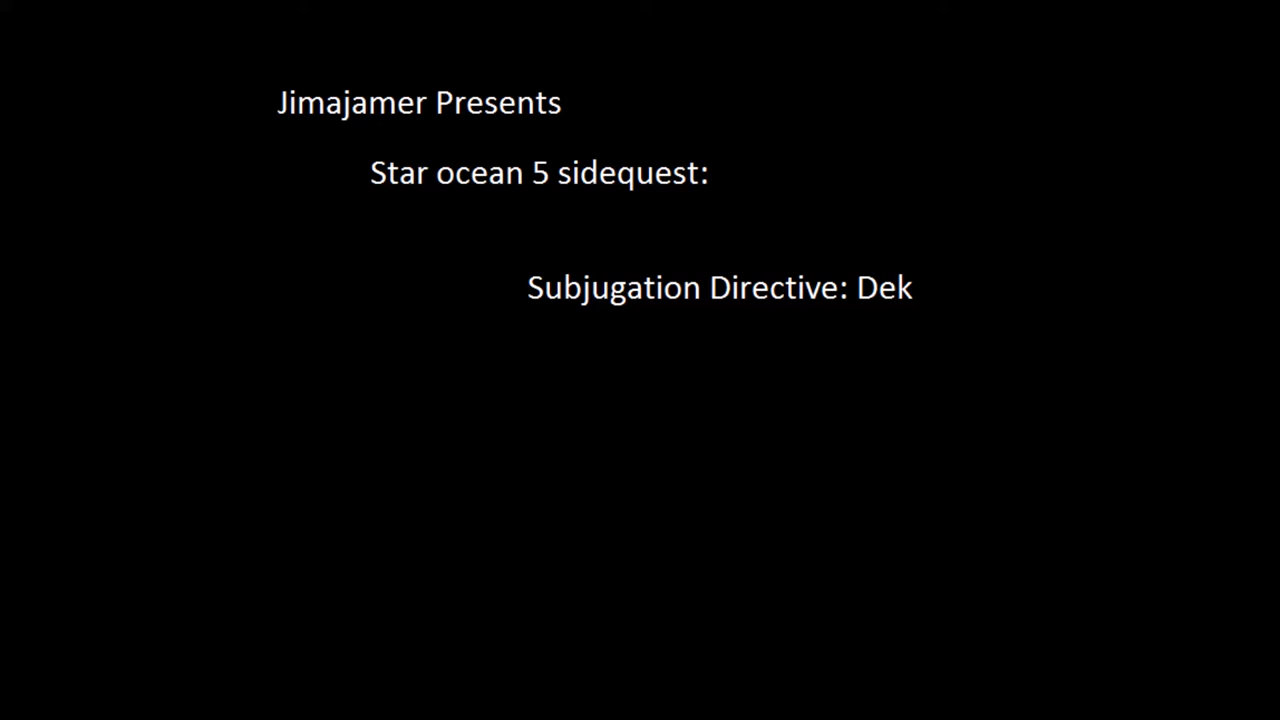 Jimajamer Presents
Star ocean 5 sidequest:
Subjugation Directive: Dek